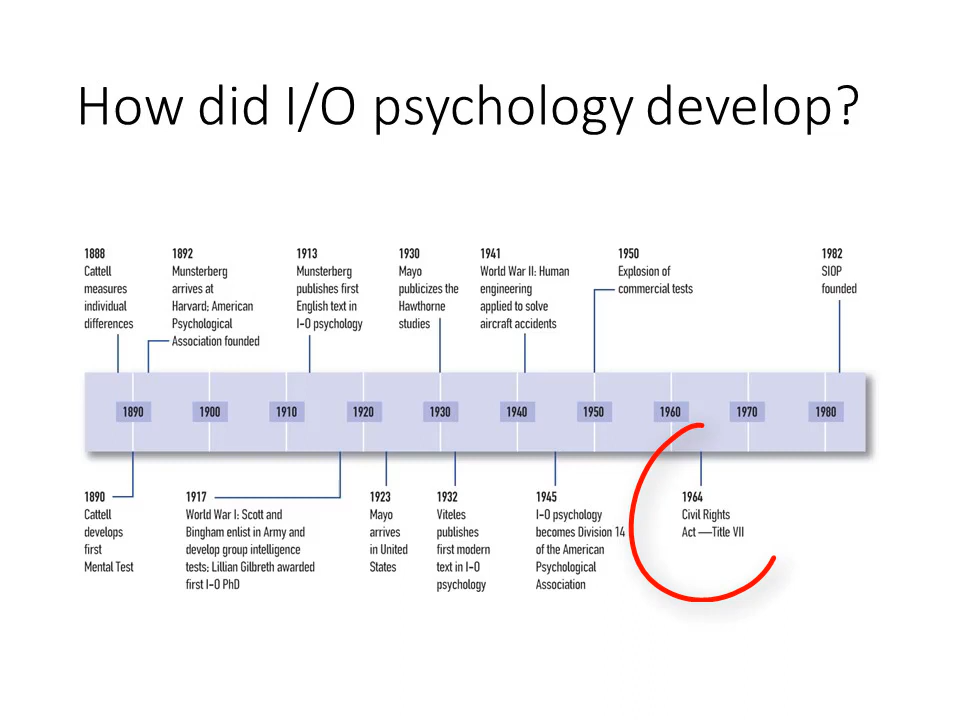 How did I/O psychology develop?
1888
Cattell
measures
individual
differences
1892
Munsterberg
arrives at
Harvard; American
Psychological
Association founded
1913
Munsterberg
publishes first
English text in
I-O psychology
1930
Mayo
publicizes the
Hawthorne
studies
1941
World War II: Human
engineering
applied to solve
aircraft accidents
1950
Explosion of
commercial tests
1982
SIOP
founded
1890 1900 1910 1920 1930 1940 1950 1960 1970 1980
1890
Cattell
develops
first
Mental Test
1917
World War I: Scott and
Bingham enlist in Army and
develop group intelligence
tests; Lillian Gilbreth awarded
first I-O PhD
1923
Mayo
arrives
in United
States
1932
Viteles
publishes
first modern
text in I-O
psychology
1945
I-O psychology
becomes Division 14
of the American
Psychological
Association
1964
Civil Rights
Act —Title VII